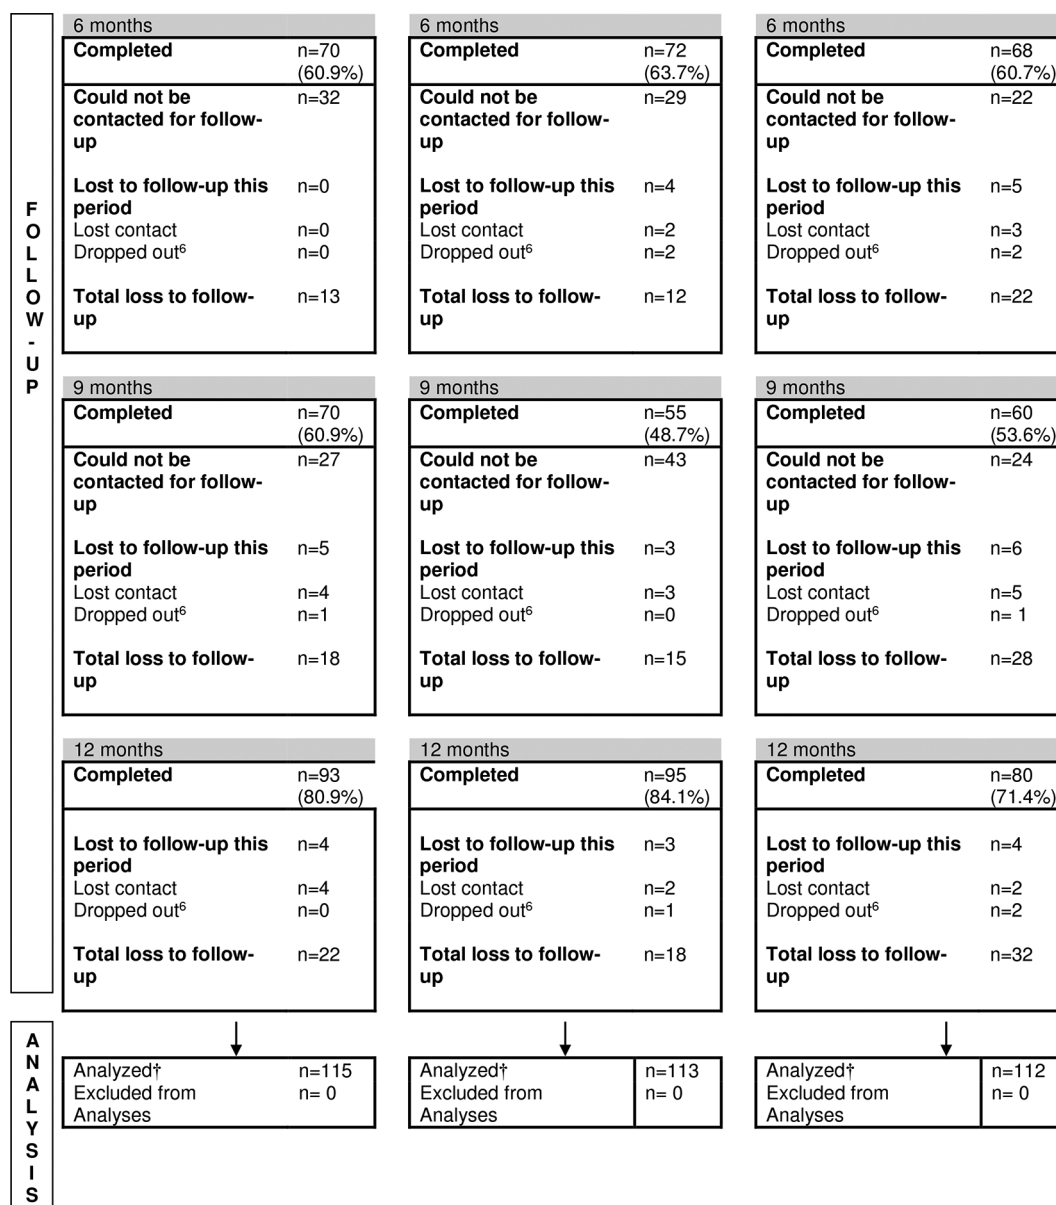 FOLLOW-UP
6 months
Completed n=70
(60.9%)
Could not be n=32
contacted for follow-
up
Lost to follow-up this n=0
period
Lost contact n=0
Dropped out⁶ n=0
Total loss to follow- n=13
up
6 months
Completed n=72
(63.7%)
Could not be n=29
contacted for follow-
up
Lost to follow-up this n=4
period
Lost contact n=2
Dropped out⁶ n=2
Total loss to follow- n=12
up
6 months
Completed n=68
(60.7%)
Could not be n=22
contacted for follow-
up
Lost to follow-up this n=5
period
Lost contact n=3
Dropped out⁶ n=2
Total loss to follow- n=22
up
9 months
Completed n=70
(60.9%)
Could not be n=27
contacted for follow-
up
Lost to follow-up this n=5
period
Lost contact n=4
Dropped out⁶ n=1
Total loss to follow- n=18
up
9 months
Completed n=55
(48.7%)
Could not be n=43
contacted for follow-
up
Lost to follow-up this n=3
period
Lost contact n=3
Dropped out⁶ n=0
Total loss to follow- n=15
up
9 months
Completed n=60
(53.6%)
Could not be n=24
contacted for follow-
up
Lost to follow-up this n=6
period
Lost contact n=5
Dropped out⁶ n= 1
Total loss to follow- n=28
up
12 months
Completed n=93
(80.9%)
Lost to follow-up this n=4
period
Lost contact n=4
Dropped out⁶ n=0
Total loss to follow- n=22
up
12 months
Completed n=95
(84.1%)
Lost to follow-up this n=3
period
Lost contact n=2
Dropped out⁶ n=1
Total loss to follow- n=18
up
12 months
Completed n=80
(71.4%)
Lost to follow-up this n=4
period
Lost contact n=2
Dropped out⁶ n=2
Total loss to follow- n=32
up
ANALYSIS
Analyzed† n=115
Excluded from n= 0
Analyses
Analyzed† n=113
Excluded from n= 0
Analyses
Analyzed† n=112
Excluded from n= 0
Analyses